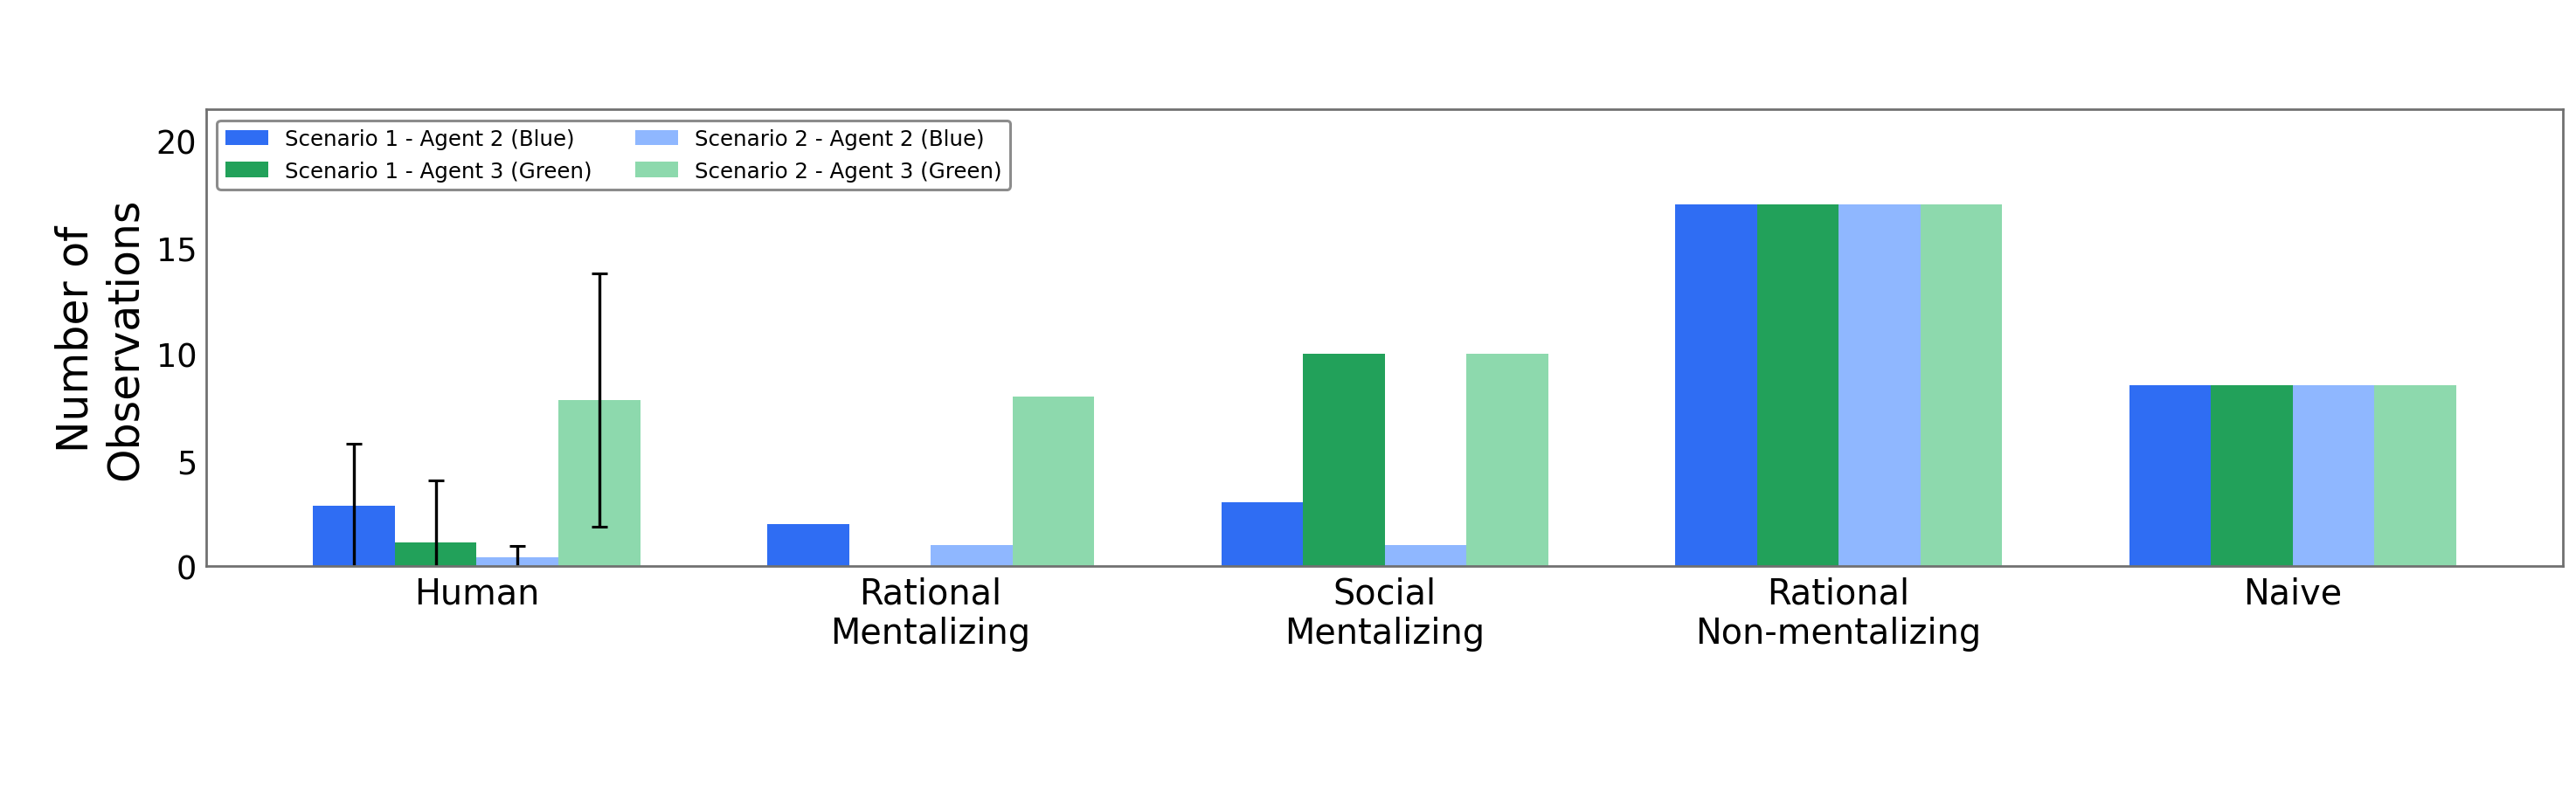 Number of
Observations
20
15
10
5
0
Scenario 1 - Agent 2 (Blue)
Scenario 1 - Agent 3 (Green)
Scenario 2 - Agent 2 (Blue)
Scenario 2 - Agent 3 (Green)
Human
Rational
Mentalizing
Social
Mentalizing
Rational
Non-mentalizing
Naive